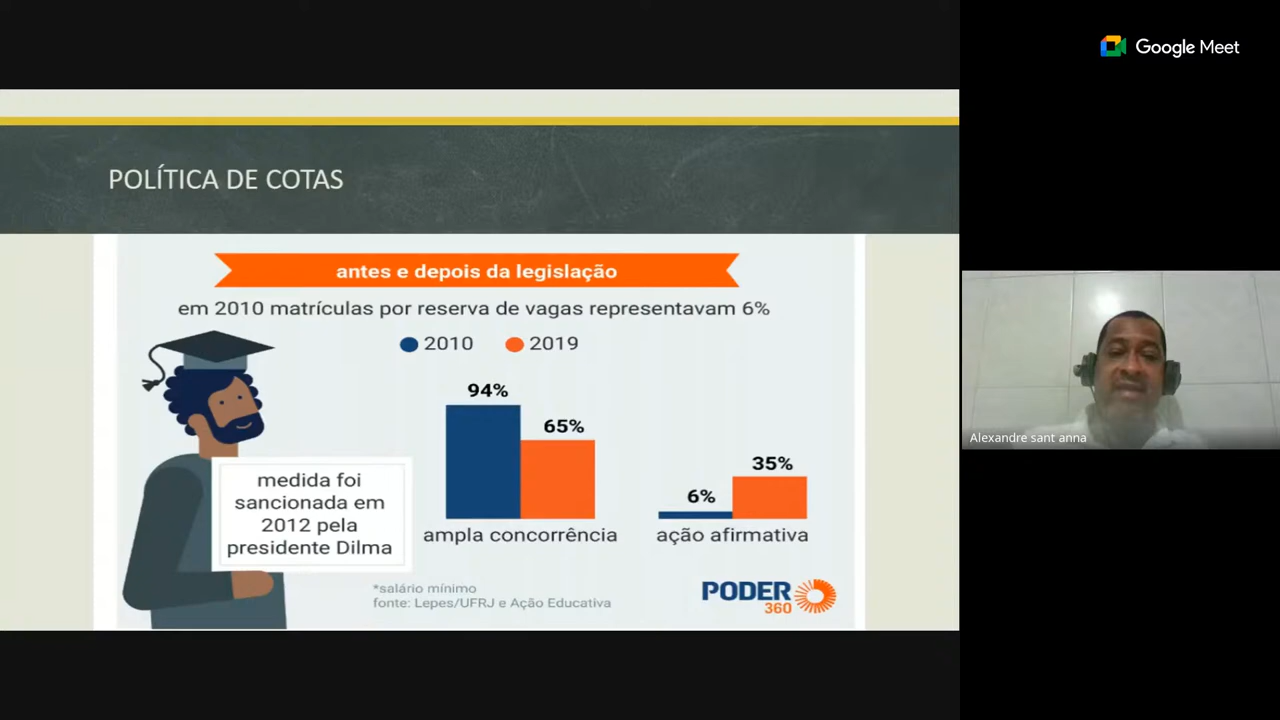 Google Meet
POLÍTICA DE COTAS
antes e depois da legislação
em 2010 matrículas por reserva de vagas representavam 6%
2010 2019
94%
65%
35%
6%
ampla concorrência
ação afirmativa
medida foi
sancionada em
2012 pela
presidente Dilma
*salário mínimo
fonte: Lepes/UFRJ e Ação Educativa
PODER
360
Alexandre sant anna